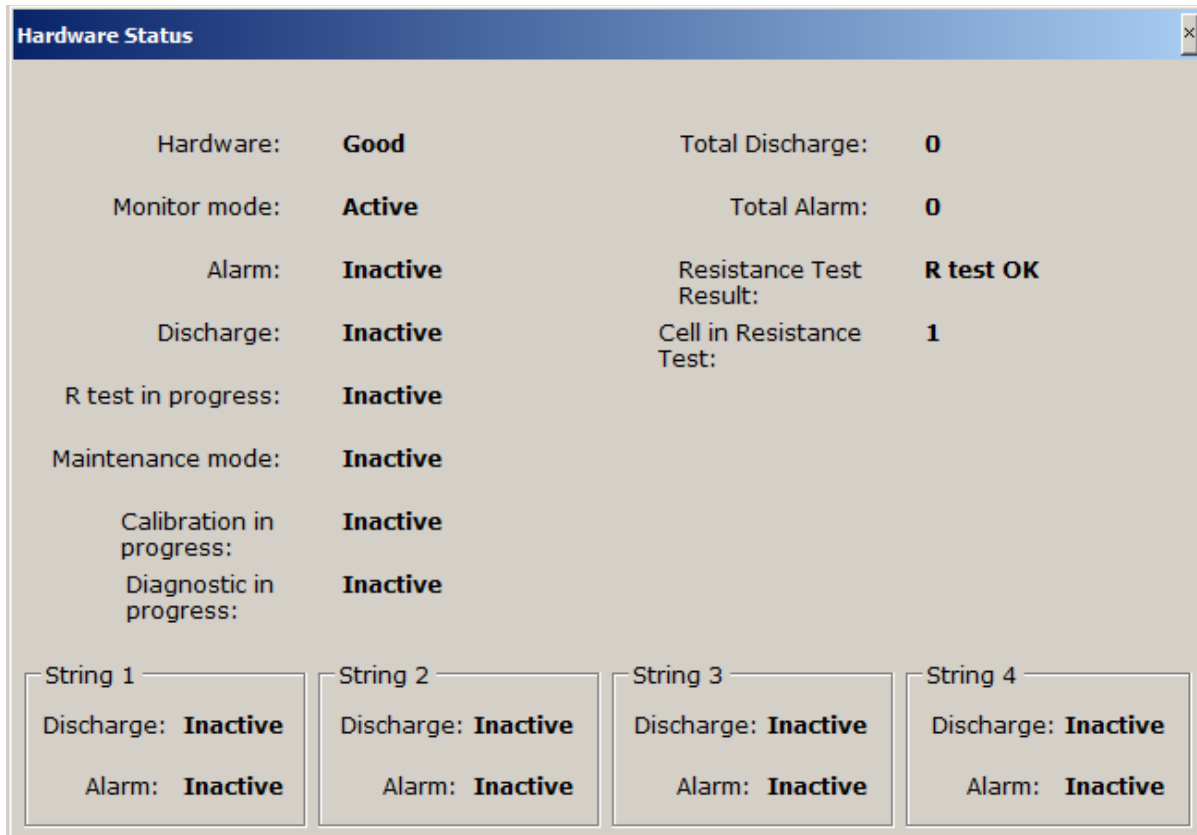 Hardware Status
Hardware: Good Total Discharge: 0
Monitor mode: Active Total Alarm: 0
Alarm: Inactive Resistance Test R test OK
Result:
Discharge: Inactive Cell in Resistance 1
Test:
R test in progress: Inactive
Maintenance mode: Inactive
Calibration in Inactive
progress:
Diagnostic in Inactive
progress:
String 1 String 2 String 3 String 4
Discharge: Inactive Discharge: Inactive Discharge: Inactive Discharge: Inactive
Alarm: Inactive Alarm: Inactive Alarm: Inactive Alarm: Inactive